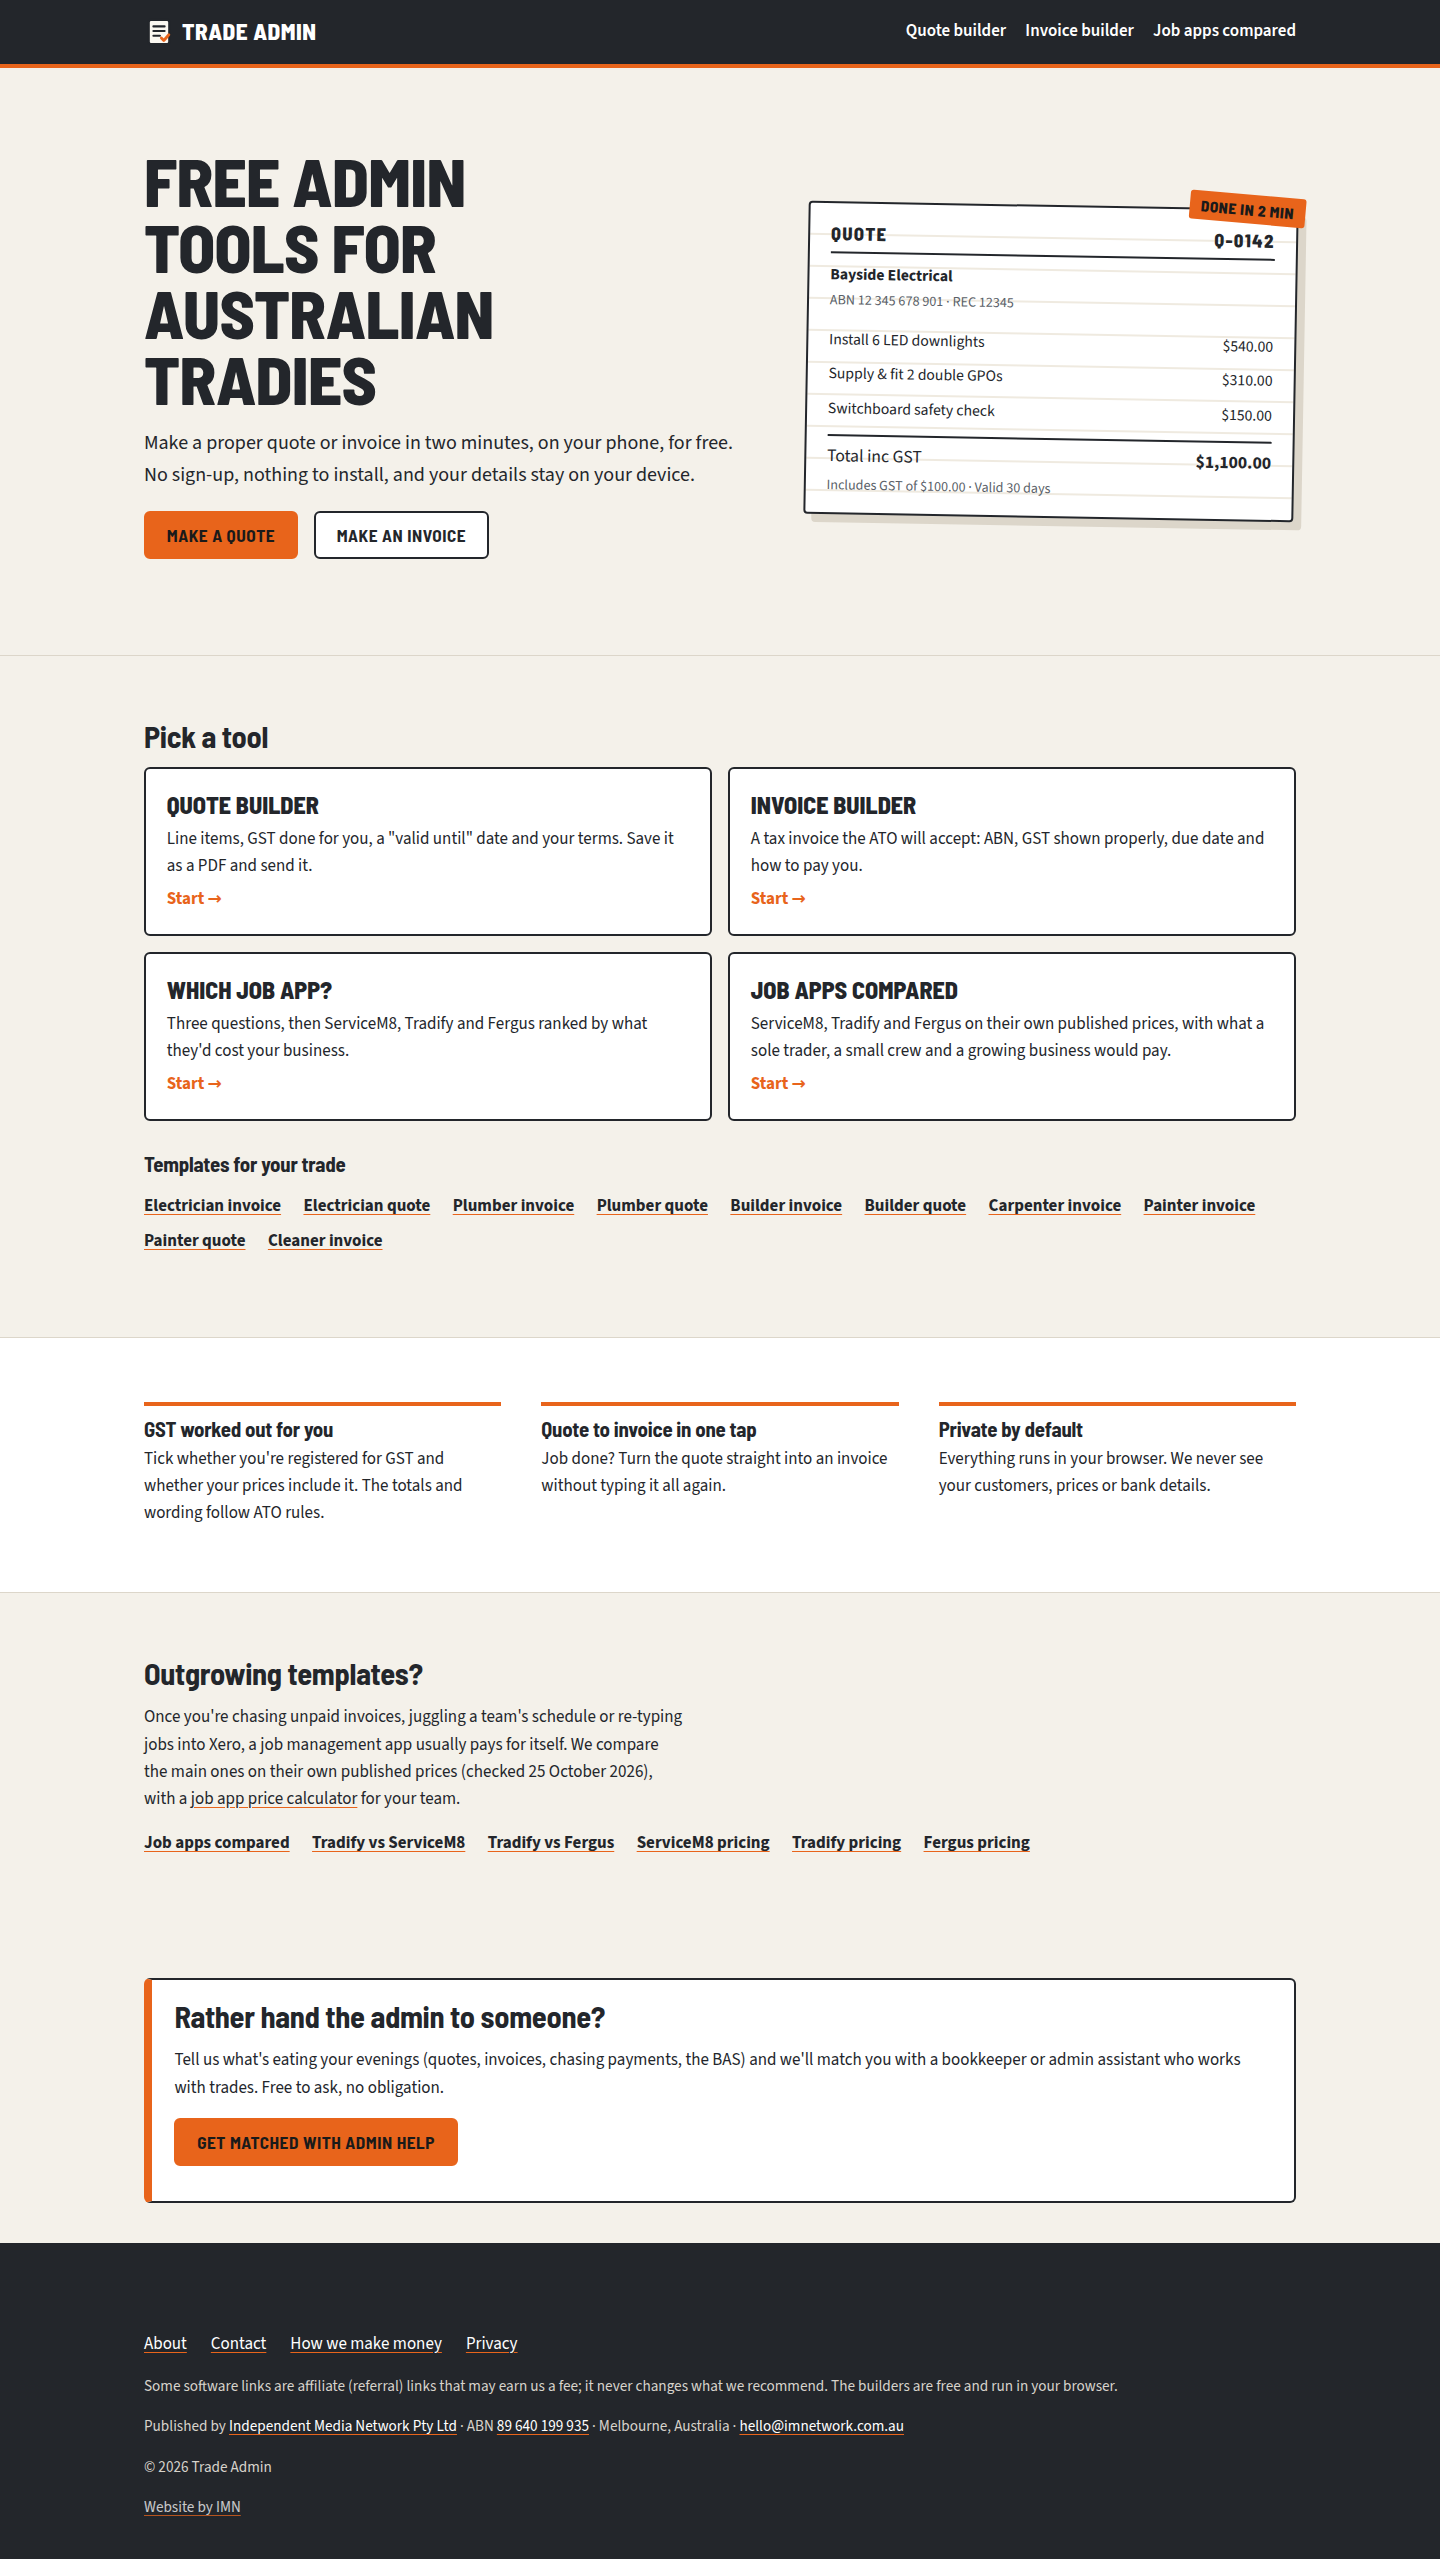 TRADE ADMIN
Quote builder Invoice builder Job apps compared
FREE ADMIN
TOOLS FOR
AUSTRALIAN
TRADIES
Make a proper quote or invoice in two minutes, on your phone, for free.
No sign-up, nothing to install, and your details stay on your device.
MAKE A QUOTE MAKE AN INVOICE
DONE IN 2 MIN
QUOTE Q-0142
Bayside Electrical
ABN 12 345 678 901 · REC 12345
Install 6 LED downlights $540.00
Supply & fit 2 double GPOs $310.00
Switchboard safety check $150.00
Total inc GST $1,100.00
Includes GST of $100.00 · Valid 30 days
Pick a tool
QUOTE BUILDER
Line items, GST done for you, a "valid until" date and your terms. Save it
as a PDF and send it.
Start →
INVOICE BUILDER
A tax invoice the ATO will accept: ABN, GST shown properly, due date and
how to pay you.
Start →
WHICH JOB APP?
Three questions, then ServiceM8, Tradify and Fergus ranked by what
they'd cost your business.
Start →
JOB APPS COMPARED
ServiceM8, Tradify and Fergus on their own published prices, with what a
sole trader, a small crew and a growing business would pay.
Start →
Templates for your trade
Electrician invoice Electrician quote Plumber invoice Plumber quote Builder invoice Builder quote Carpenter invoice Painter invoice
Painter quote Cleaner invoice
GST worked out for you
Tick whether you're registered for GST and
whether your prices include it. The totals and
wording follow ATO rules.
Quote to invoice in one tap
Job done? Turn the quote straight into an invoice
without typing it all again.
Private by default
Everything runs in your browser. We never see
your customers, prices or bank details.
Outgrowing templates?
Once you're chasing unpaid invoices, juggling a team's schedule or re-typing
jobs into Xero, a job management app usually pays for itself. We compare
the main ones on their own published prices (checked 25 October 2026),
with a job app price calculator for your team.
Job apps compared Tradify vs ServiceM8 Tradify vs Fergus ServiceM8 pricing Tradify pricing Fergus pricing
Rather hand the admin to someone?
Tell us what's eating your evenings (quotes, invoices, chasing payments, the BAS) and we'll match you with a bookkeeper or admin assistant who works
with trades. Free to ask, no obligation.
GET MATCHED WITH ADMIN HELP
About Contact How we make money Privacy
Some software links are affiliate (referral) links that may earn us a fee; it never changes what we recommend. The builders are free and run in your browser.
Published by Independent Media Network Pty Ltd · ABN 89 640 199 935 · Melbourne, Australia · hello@imnetwork.com.au
© 2026 Trade Admin
Website by IMN